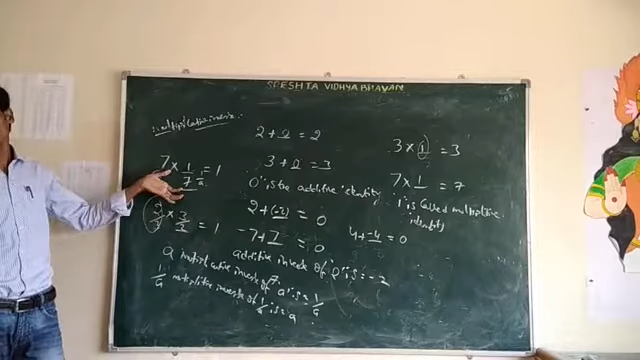 SRESHTA VIDHYABHAVAN
:: multiplicative inverse :-
7 × 1/7 = 1
2/3 × 3/2 = 1
2 + 0 = 2
3 + 0 = 3
'0' is the additive identity
2 + (-2) = 0
-7 + 7 = 0
4 + -4 = 0
additive inverse of '2' is -2
3 × 1 = 3
7 × 1 = 7
'1' is called multiplicative
identity
a multiplicative inverse of 'a' is = 1/a
1/a multiplitive inverse of 1/a is = a